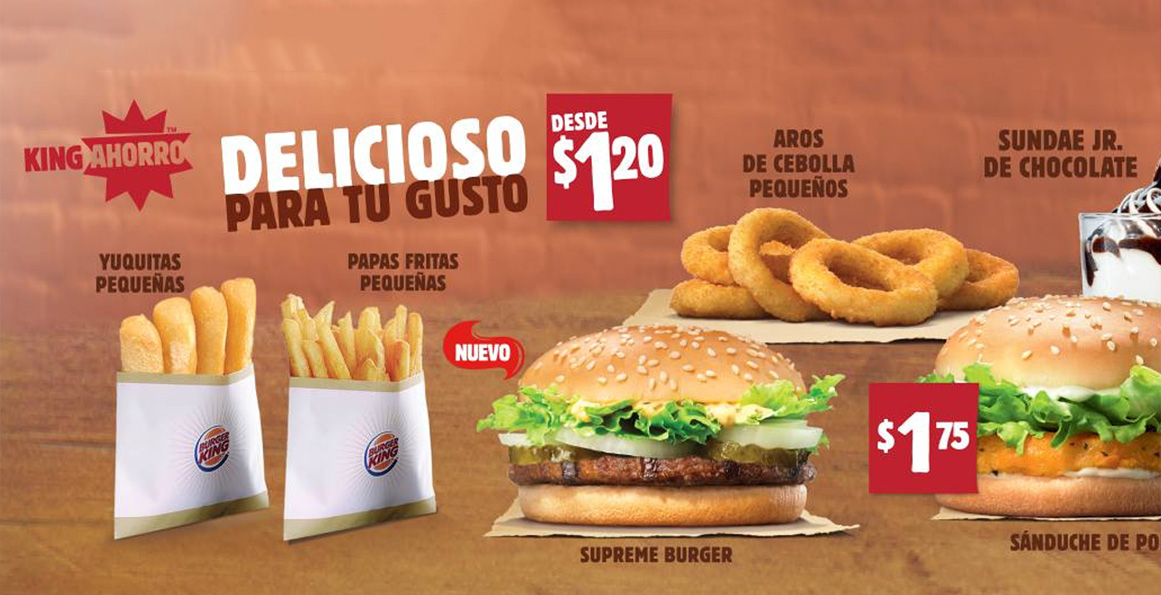 KING AHORRO™
DELICIOSO
PARA TU GUSTO
DESDE
$1.20
AROS
DE CEBOLLA
PEQUEÑOS
SUNDAE JR.
DE CHOCOLATE
YUQUITAS
PEQUEÑAS
PAPAS FRITAS
PEQUEÑAS
NUEVO
BURGER
KING
BURGER
KING
$1.75
SUPREME BURGER
SÁNDUCHE DE PO